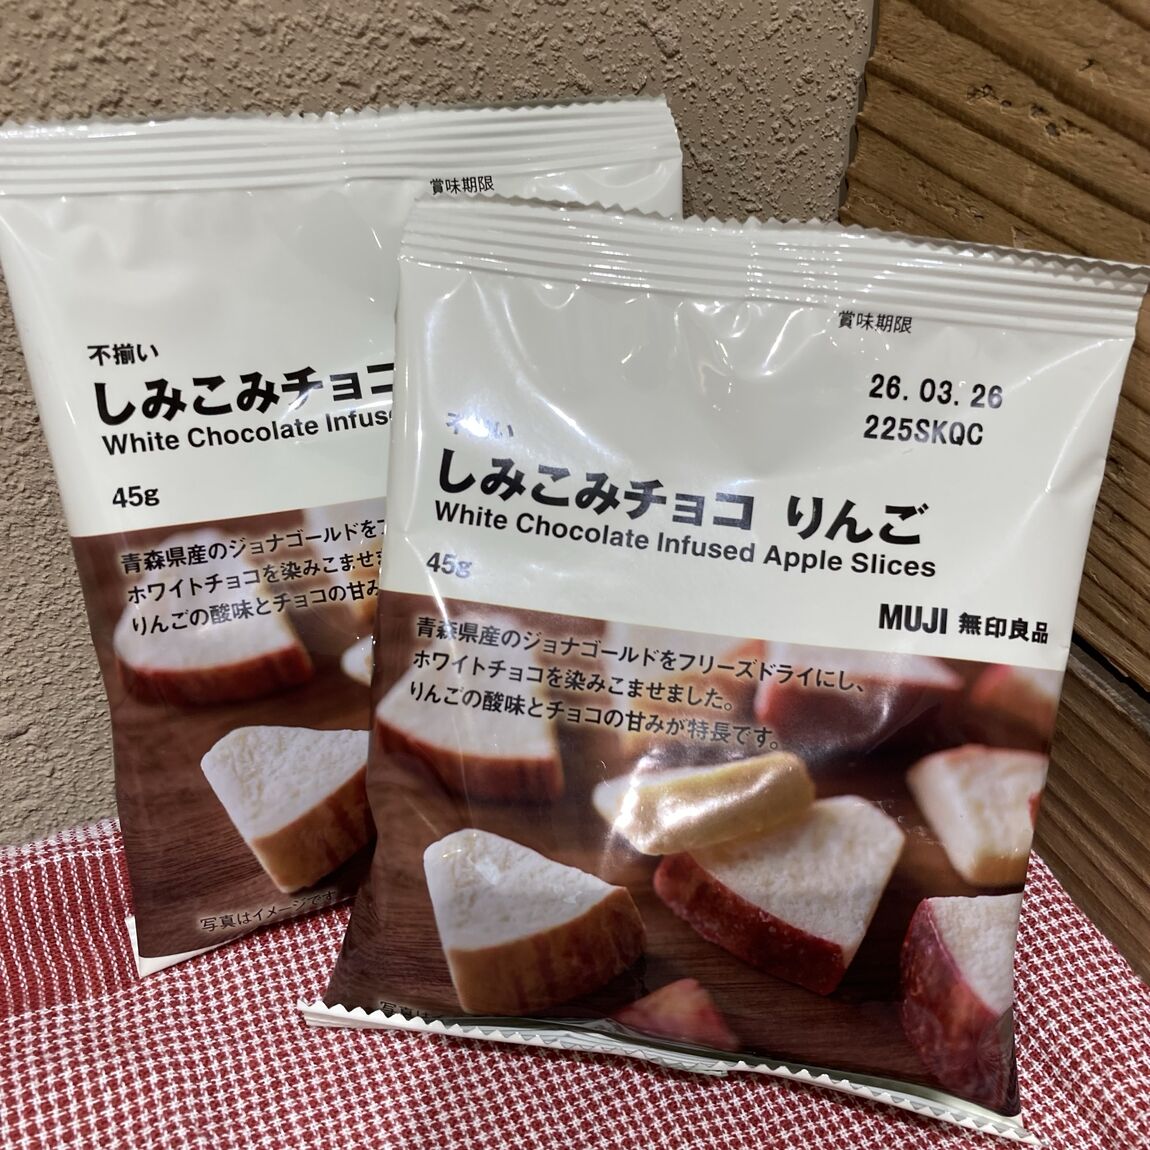 賞味期限
不揃い
しみこみチョコ
White Chocolate Infus
45g
青森県産のジョナゴールドを
ホワイトチョコを染みこませ
りんごの酸味とチョコの甘み
写真はイメージです
賞味期限
26.03.26
225SKQC
不揃い
しみこみチョコ りんご
White Chocolate Infused Apple Slices
45g
MUJI 無印良品
青森県産のジョナゴールドをフリーズドライにし、
ホワイトチョコを染みこませました。
りんごの酸味とチョコの甘みが特長です。
写真は